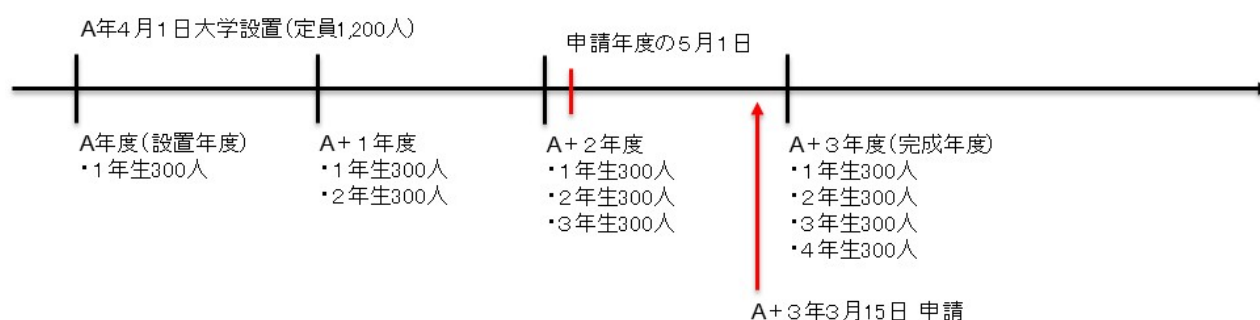 A年4月1日大学設置(定員1,200人)
申請年度の5月1日
A年度(設置年度)
・1年生300人
A+1年度
・1年生300人
・2年生300人
A+2年度
・1年生300人
・2年生300人
・3年生300人
A+3年度(完成年度)
・1年生300人
・2年生300人
・3年生300人
・4年生300人
A+3年3月15日 申請